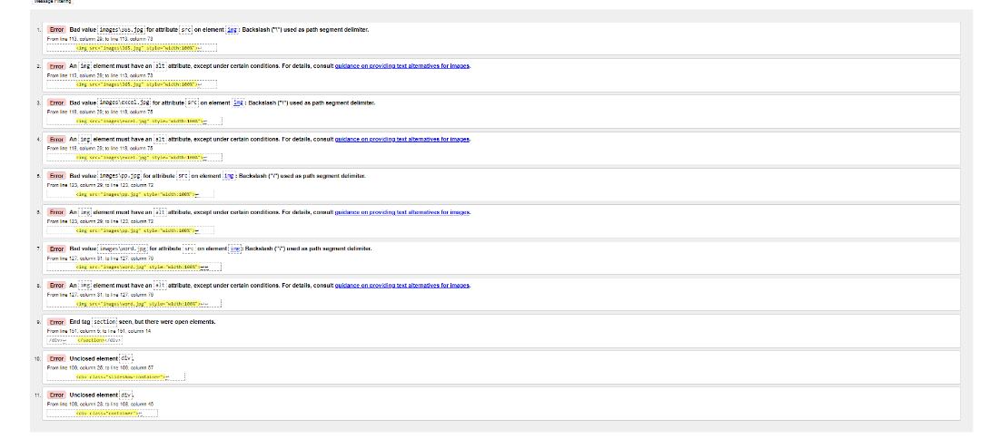 Message Filtering
1. Error Bad value images\365.jpg for attribute src on element img: Backslash ("\") used as path segment delimiter.
From line 113, column 29; to line 113, column 73
<img src="images\365.jpg" style="width:100%">↩
2. Error An img element must have an alt attribute, except under certain conditions. For details, consult guidance on providing text alternatives for images.
From line 113, column 29; to line 113, column 73
<img src="images\365.jpg" style="width:100%">↩
3. Error Bad value images\excel.jpg for attribute src on element img: Backslash ("\") used as path segment delimiter.
From line 118, column 29; to line 118, column 75
<img src="images\excel.jpg" style="width:100%">↩
4. Error An img element must have an alt attribute, except under certain conditions. For details, consult guidance on providing text alternatives for images.
From line 118, column 29; to line 118, column 75
<img src="images\excel.jpg" style="width:100%">↩
5. Error Bad value images\pp.jpg for attribute src on element img: Backslash ("\") used as path segment delimiter.
From line 123, column 29; to line 123, column 72
<img src="images\pp.jpg" style="width:100%">↩
6. Error An img element must have an alt attribute, except under certain conditions. For details, consult guidance on providing text alternatives for images.
From line 123, column 29; to line 123, column 72
<img src="images\pp.jpg" style="width:100%">↩
7. Error Bad value images\word.jpg for attribute src on element img: Backslash ("\") used as path segment delimiter.
From line 127, column 31; to line 127, column 76
<img src="images\word.jpg" style="width:100%">↩↩
8. Error An img element must have an alt attribute, except under certain conditions. For details, consult guidance on providing text alternatives for images.
From line 127, column 31; to line 127, column 76
<img src="images\word.jpg" style="width:100%">↩↩
9. Error End tag section seen, but there were open elements.
From line 151, column 5; to line 151, column 14
/div>↩ </section></div>
10. Error Unclosed element div.
From line 109, column 26; to line 109, column 57
<div class="slideshow-container">↩
11. Error Unclosed element div.
From line 108, column 23; to line 108, column 45
<div class="container">↩